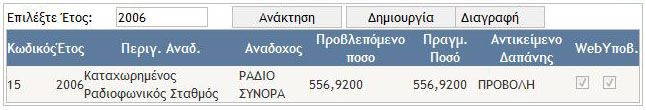 Επιλέξτε Έτος: 2006 Ανάκτηση Δημιουργία Διαγραφή
Κωδικός Έτος Περιγ. Αναδ. Αναδοχος Προβλεπόμενο ποσο Πραγμ. Ποσό Αντικείμενο Δαπάνης Web Υποβ.
15 2006 Καταχωρημένος Ραδιοφωνικός Σταθμός ΡΑΔΙΟ ΣΥΝΟΡΑ 556,9200 556,9200 ΠΡΟΒΟΛΗ